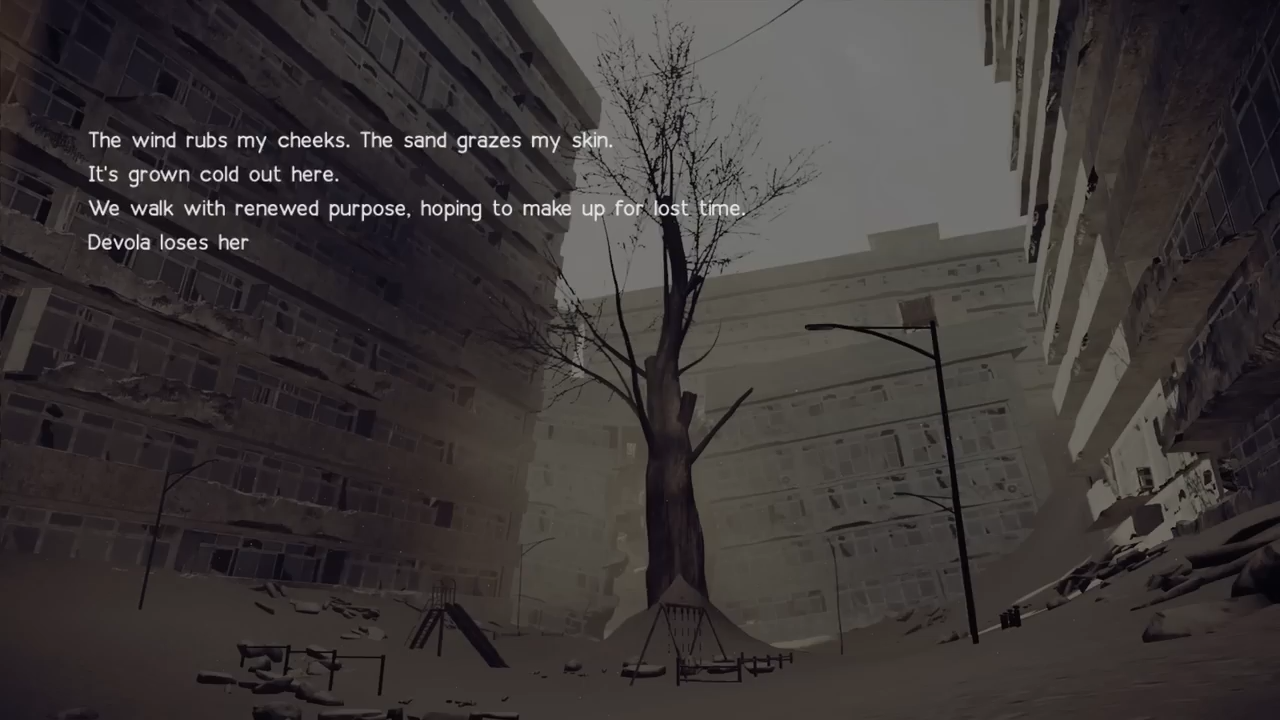 The wind rubs my cheeks. The sand grazes my skin.
It's grown cold out here.
We walk with renewed purpose, hoping to make up for lost time.
Devola loses her